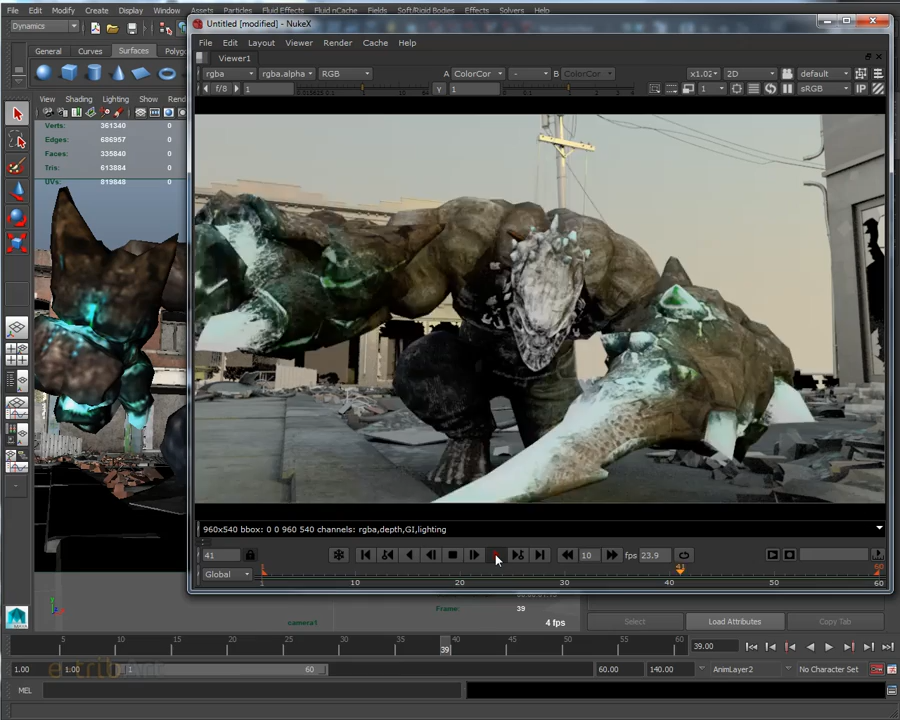 File Edit Modify Create Display Window Assets Particles Fluid Effects Fluid nCache Fields Soft/Rigid Bodies Effects Solvers Help
Untitled [modified] - NukeX
Dynamics
File Edit Layout Viewer Render Cache Help
General Curves Surfaces Polyg
Viewer1
rgba rgba.alpha RGB A ColorCor - B ColorCor x1.02 2D default
f/8 1 Y 1 1 sRGB IP
View Shading Lighting Show Rend
Verts: 361340 0
Edges: 686957 0
Faces: 335840 0
Tris: 613884 0
UVs: 819848 0
960x540 bbox: 0 0 960 540 channels: rgba,depth,GI,lighting
41 10 fps 23.9
Global 1 10 20 30 41 50 60
Frame: 39
camera1 4 fps
Select Load Attributes Copy Tab
5 10 15 20 25 30 35 39 40 45 50 55 60 39.00
1.00 1.00 1 60 60.00 140.00 AnimLayer2 No Character Set
MEL